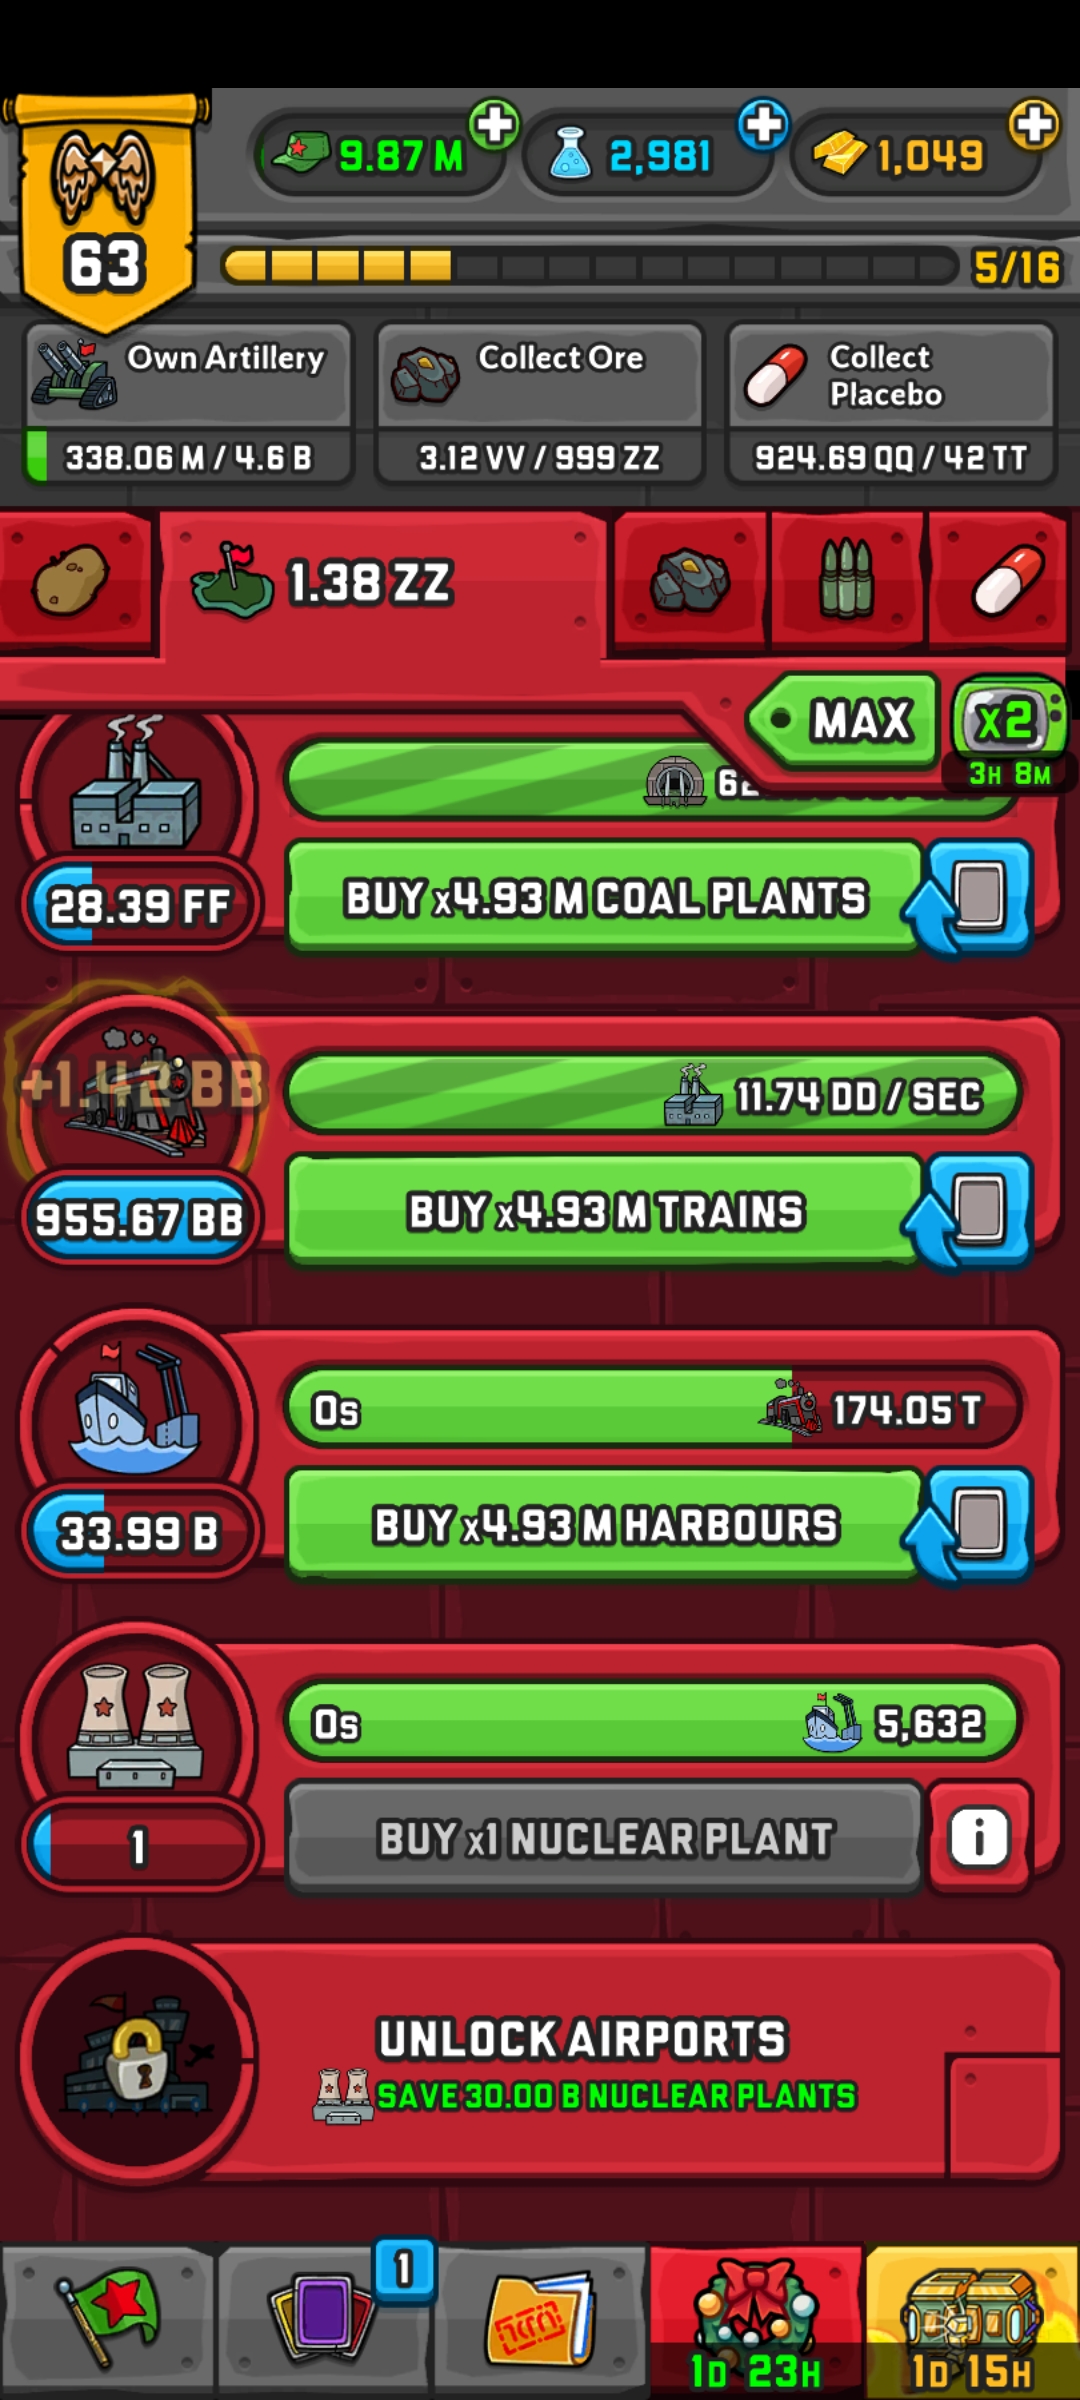 9.87 M
2,981
1,049
63
5/16
Own Artillery
338.06 M / 4.6 B
Collect Ore
3.12 VV / 999 ZZ
Collect
Placebo
924.69 QQ / 42 TT
1.38 ZZ
MAX
x2
3H 8M
28.39 FF
BUY x4.93 M COAL PLANTS
+1.42 BB
11.74 DD / SEC
955.67 BB
BUY x4.93 M TRAINS
0s
174.05 T
33.99 B
BUY x4.93 M HARBOURS
0s
5,632
1
BUY x1 NUCLEAR PLANT
i
UNLOCK AIRPORTS
SAVE 30.00 B NUCLEAR PLANTS
1
1D 23H
1D 15H